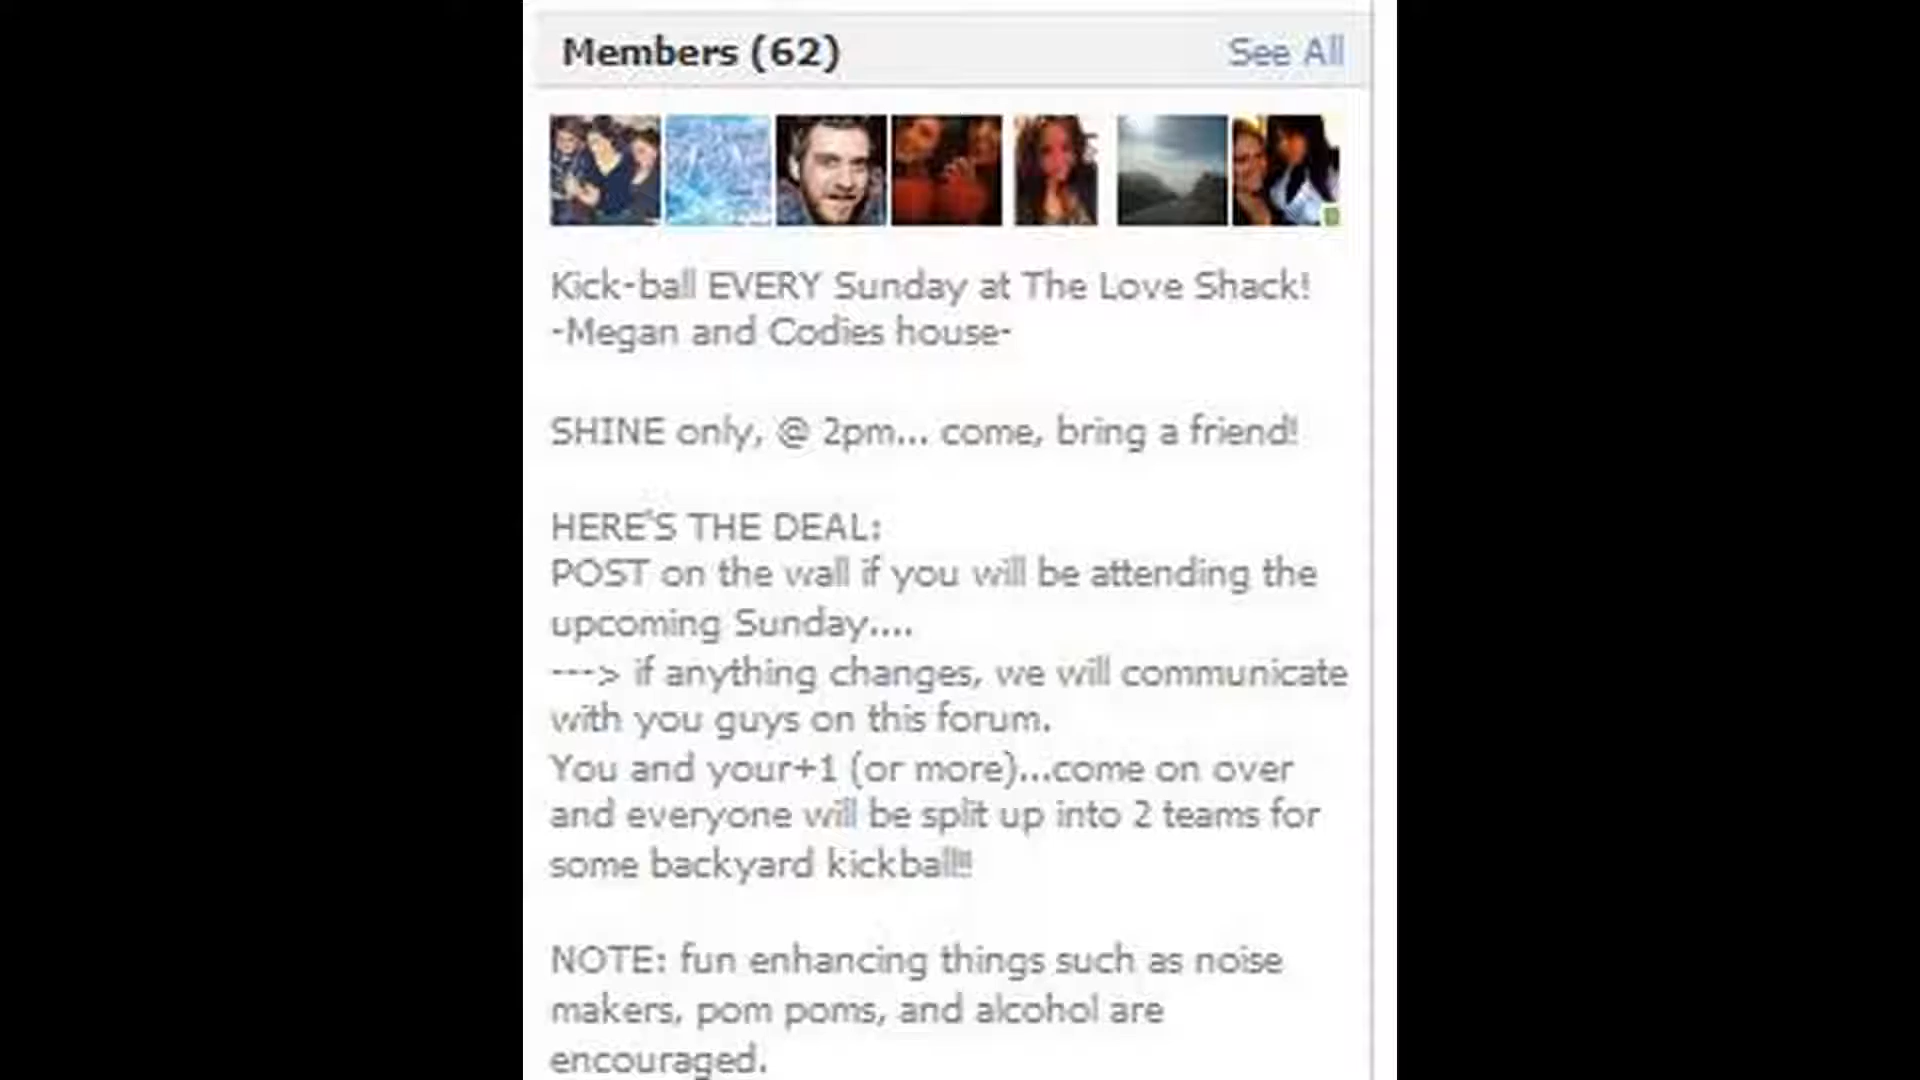 Members (62) See All
Kick-ball EVERY Sunday at The Love Shack!
-Megan and Codies house-
SHINE only, @ 2pm... come, bring a friend!
HERE'S THE DEAL:
POST on the wall if you will be attending the
upcoming Sunday....
---> if anything changes, we will communicate
with you guys on this forum.
You and your+1 (or more)...come on over
and everyone will be split up into 2 teams for
some backyard kickball!!
NOTE: fun enhancing things such as noise
makers, pom poms, and alcohol are
encouraged.